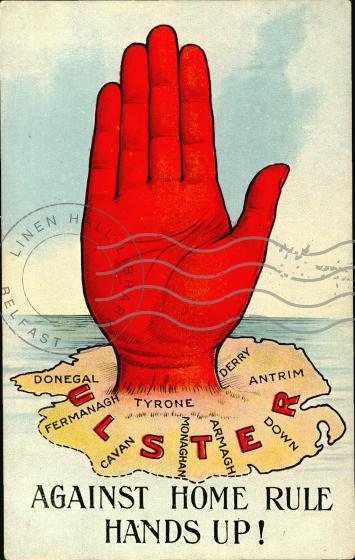 LINEN HALL LIBRARY
BELFAST
DONEGAL
DERRY
ANTRIM
FERMANAGH
TYRONE
ULSTER
CAVAN
MONAGHAN
ARMAGH
DOWN
AGAINST HOME RULE
HANDS UP!